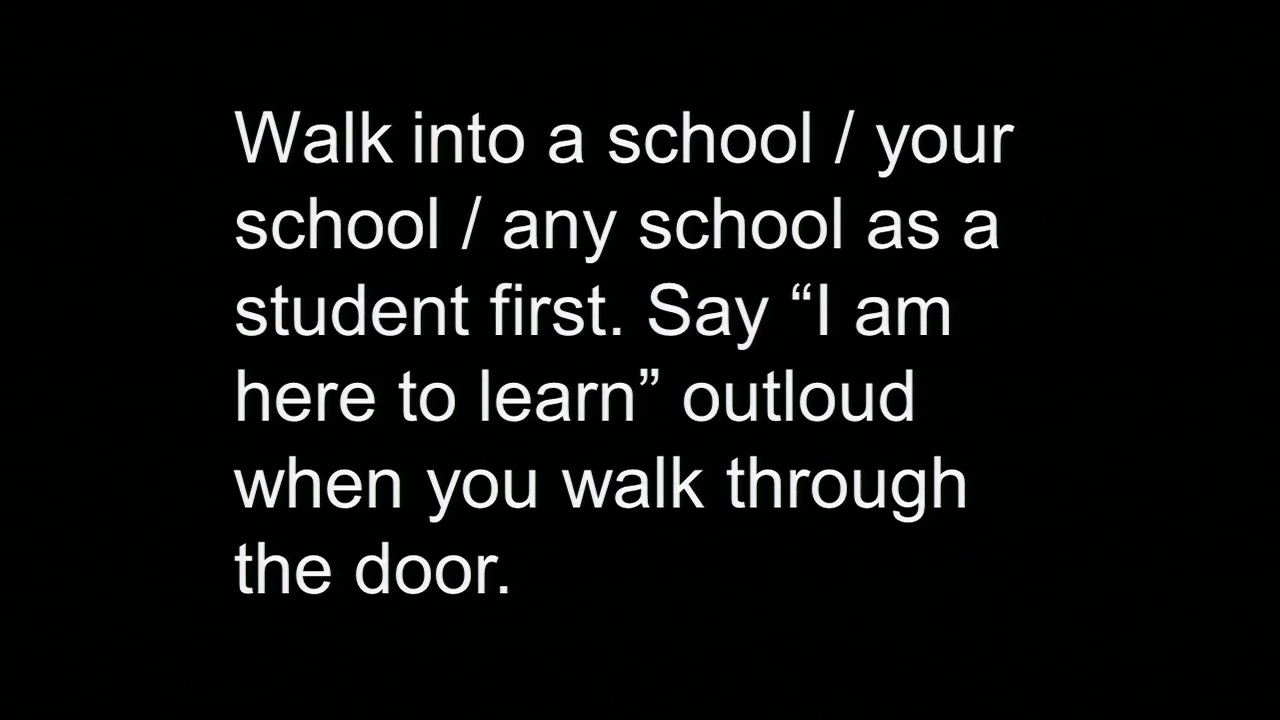 Walk into a school / your
school / any school as a
student first. Say “I am
here to learn” outloud
when you walk through
the door.